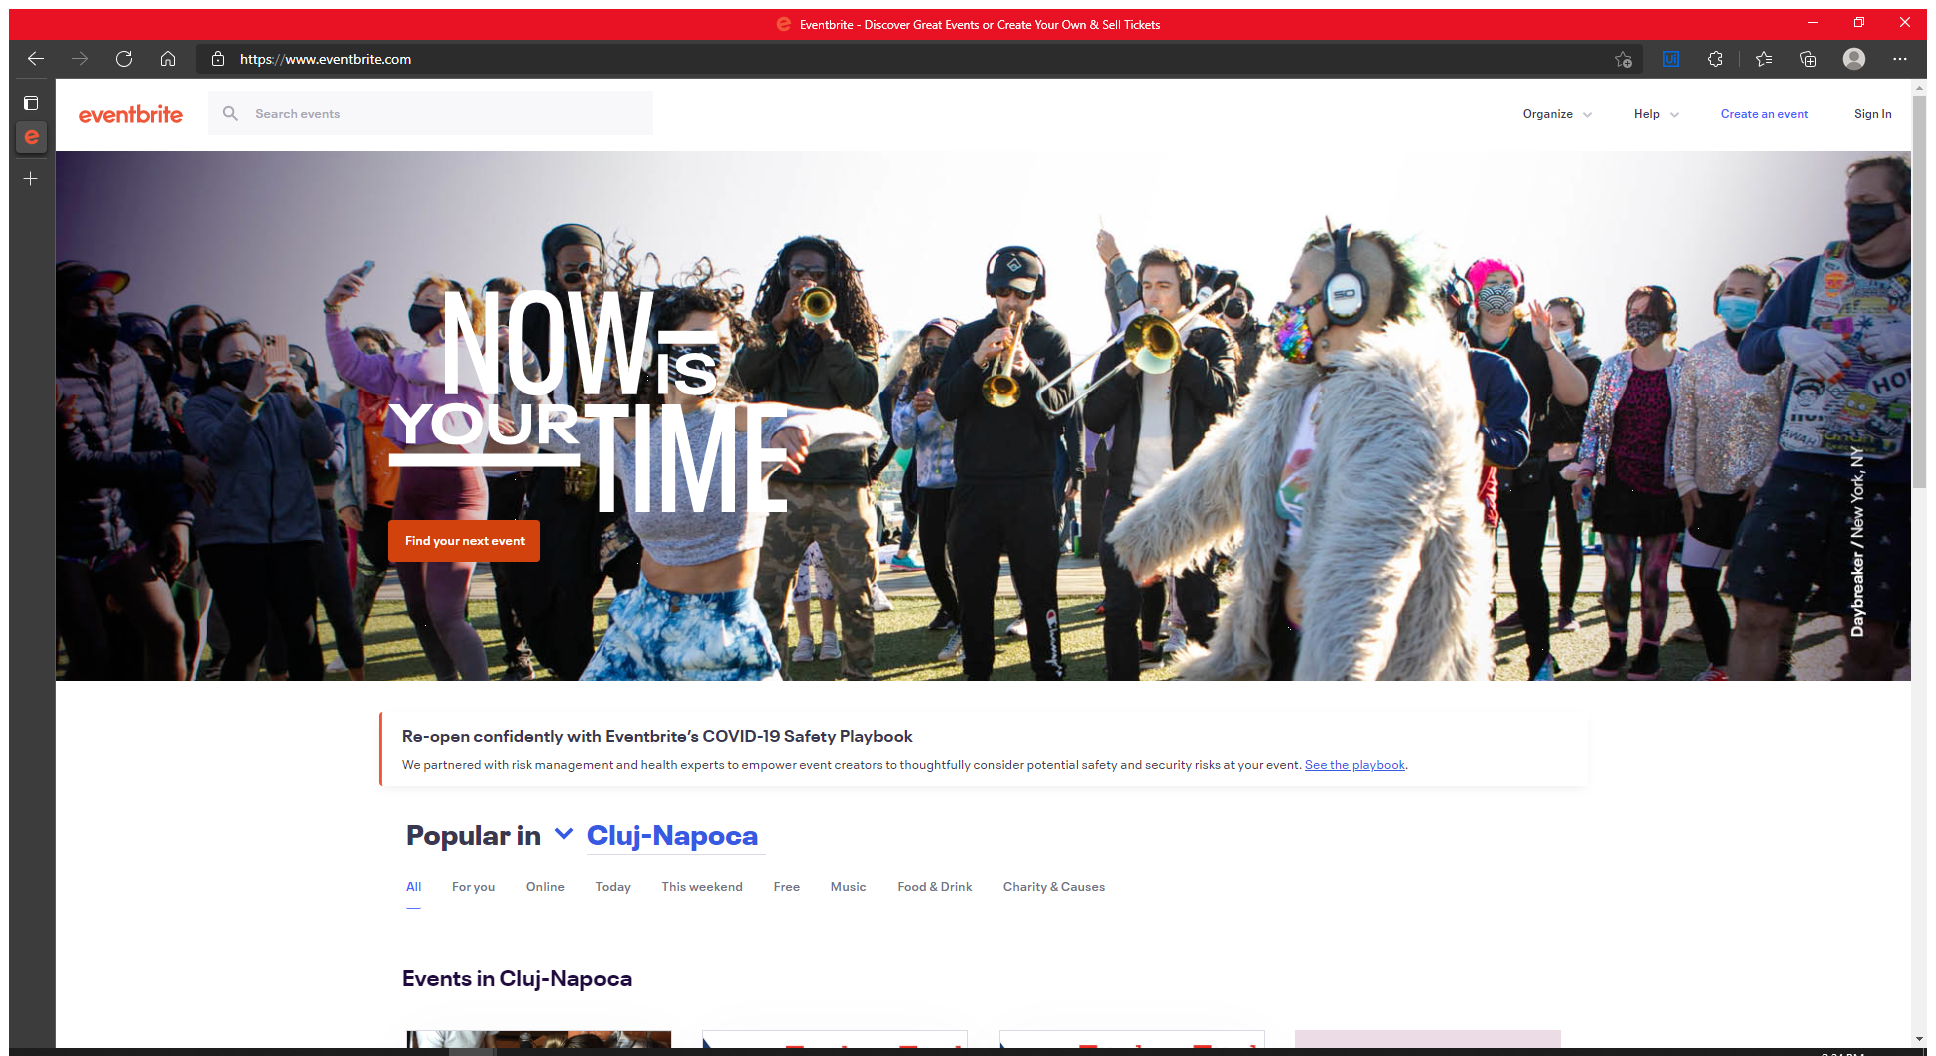 Eventbrite - Discover Great Events or Create Your Own & Sell Tickets
https://www.eventbrite.com
eventbrite
Search events
Organize
Help
Create an event
Sign In
NOW IS
YOUR TIME
Find your next event
Daybreaker / New York, NY
Re-open confidently with Eventbrite's COVID-19 Safety Playbook
We partnered with risk management and health experts to empower event creators to thoughtfully consider potential safety and security risks at your event. See the playbook.
Popular in Cluj-Napoca
All
For you
Online
Today
This weekend
Free
Music
Food & Drink
Charity & Causes
Events in Cluj-Napoca